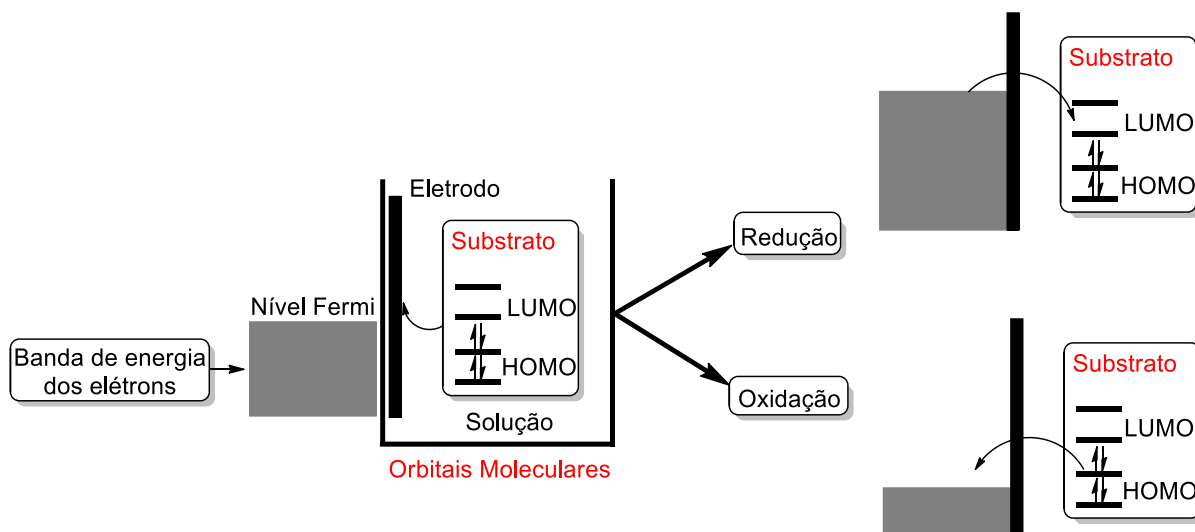 Banda de energia
dos elétrons
Nível Fermi
Eletrodo
Substrato
LUMO
HOMO
Solução
Orbitais Moleculares
Redução
Oxidação
Substrato
LUMO
HOMO
Substrato
LUMO
HOMO